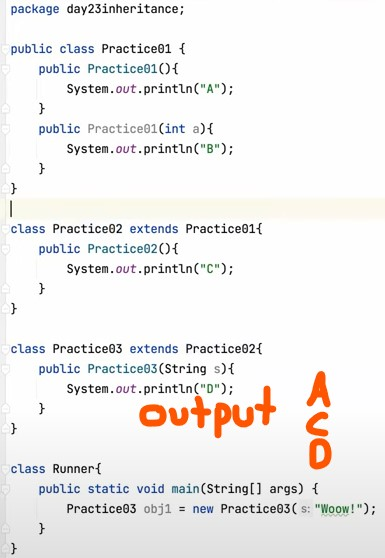 package day23inheritance;
public class Practice01 {
public Practice01(){
System.out.println("A");
}
public Practice01(int a){
System.out.println("B");
}
}
class Practice02 extends Practice01{
public Practice02(){
System.out.println("C");
}
}
class Practice03 extends Practice02{
public Practice03(String s){
System.out.println("D");
}
}
output
A
C
D
class Runner{
public static void main(String[] args) {
Practice03 obj1 = new Practice03( s: "Woow!");
}
}